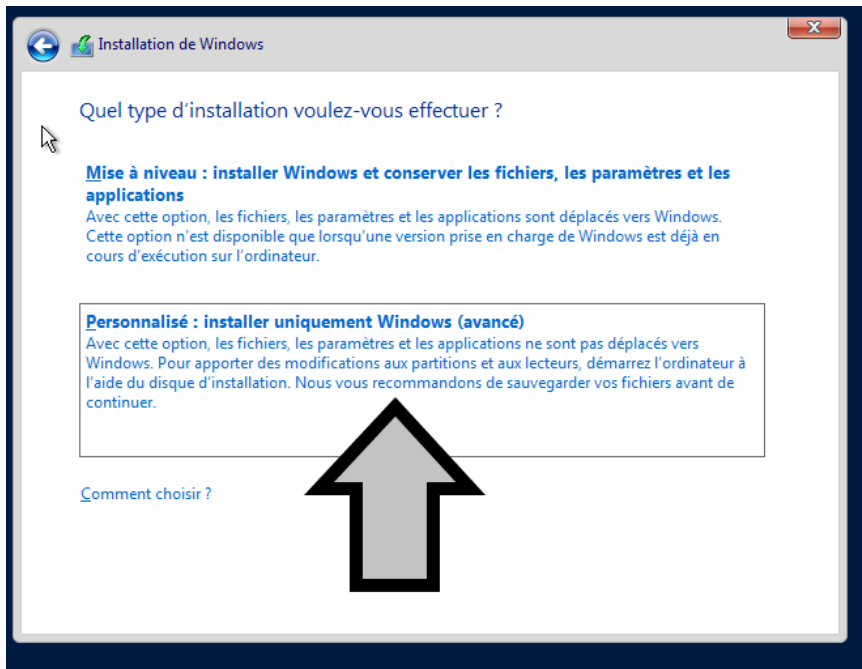 Installation de Windows
Quel type d’installation voulez-vous effectuer ?
Mise à niveau : installer Windows et conserver les fichiers, les paramètres et les
applications
Avec cette option, les fichiers, les paramètres et les applications sont déplacés vers Windows.
Cette option n’est disponible que lorsqu’une version prise en charge de Windows est déjà en
cours d’exécution sur l’ordinateur.
Personnalisé : installer uniquement Windows (avancé)
Avec cette option, les fichiers, les paramètres et les applications ne sont pas déplacés vers
Windows. Pour apporter des modifications aux partitions et aux lecteurs, démarrez l’ordinateur à
l’aide du disque d’installation. Nous vous recommandons de sauvegarder vos fichiers avant de
continuer.
Comment choisir ?